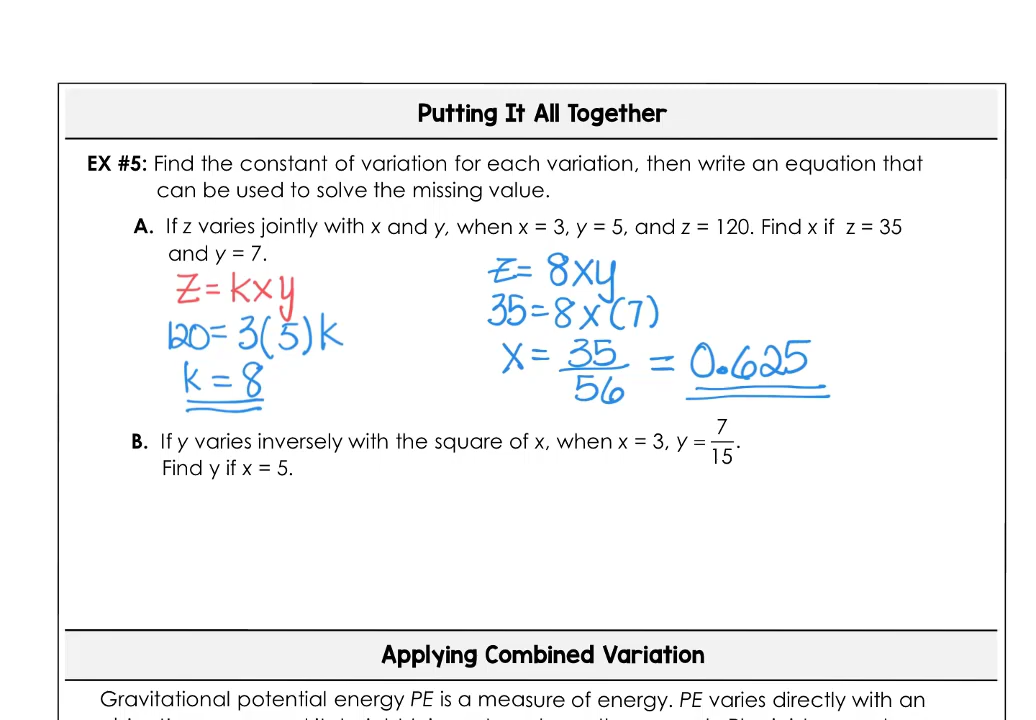 Putting It All Together
EX #5: Find the constant of variation for each variation, then write an equation that
can be used to solve the missing value.
A. If z varies jointly with x and y, when x = 3, y = 5, and z = 120. Find x if z = 35
and y = 7.
z = kxy
120 = 3(5)k
k = 8
z = 8xy
35 = 8x(7)
x = 35/56 = 0.625
B. If y varies inversely with the square of x, when x = 3, y = 7/15.
Find y if x = 5.
Applying Combined Variation
Gravitational potential energy PE is a measure of energy. PE varies directly with an